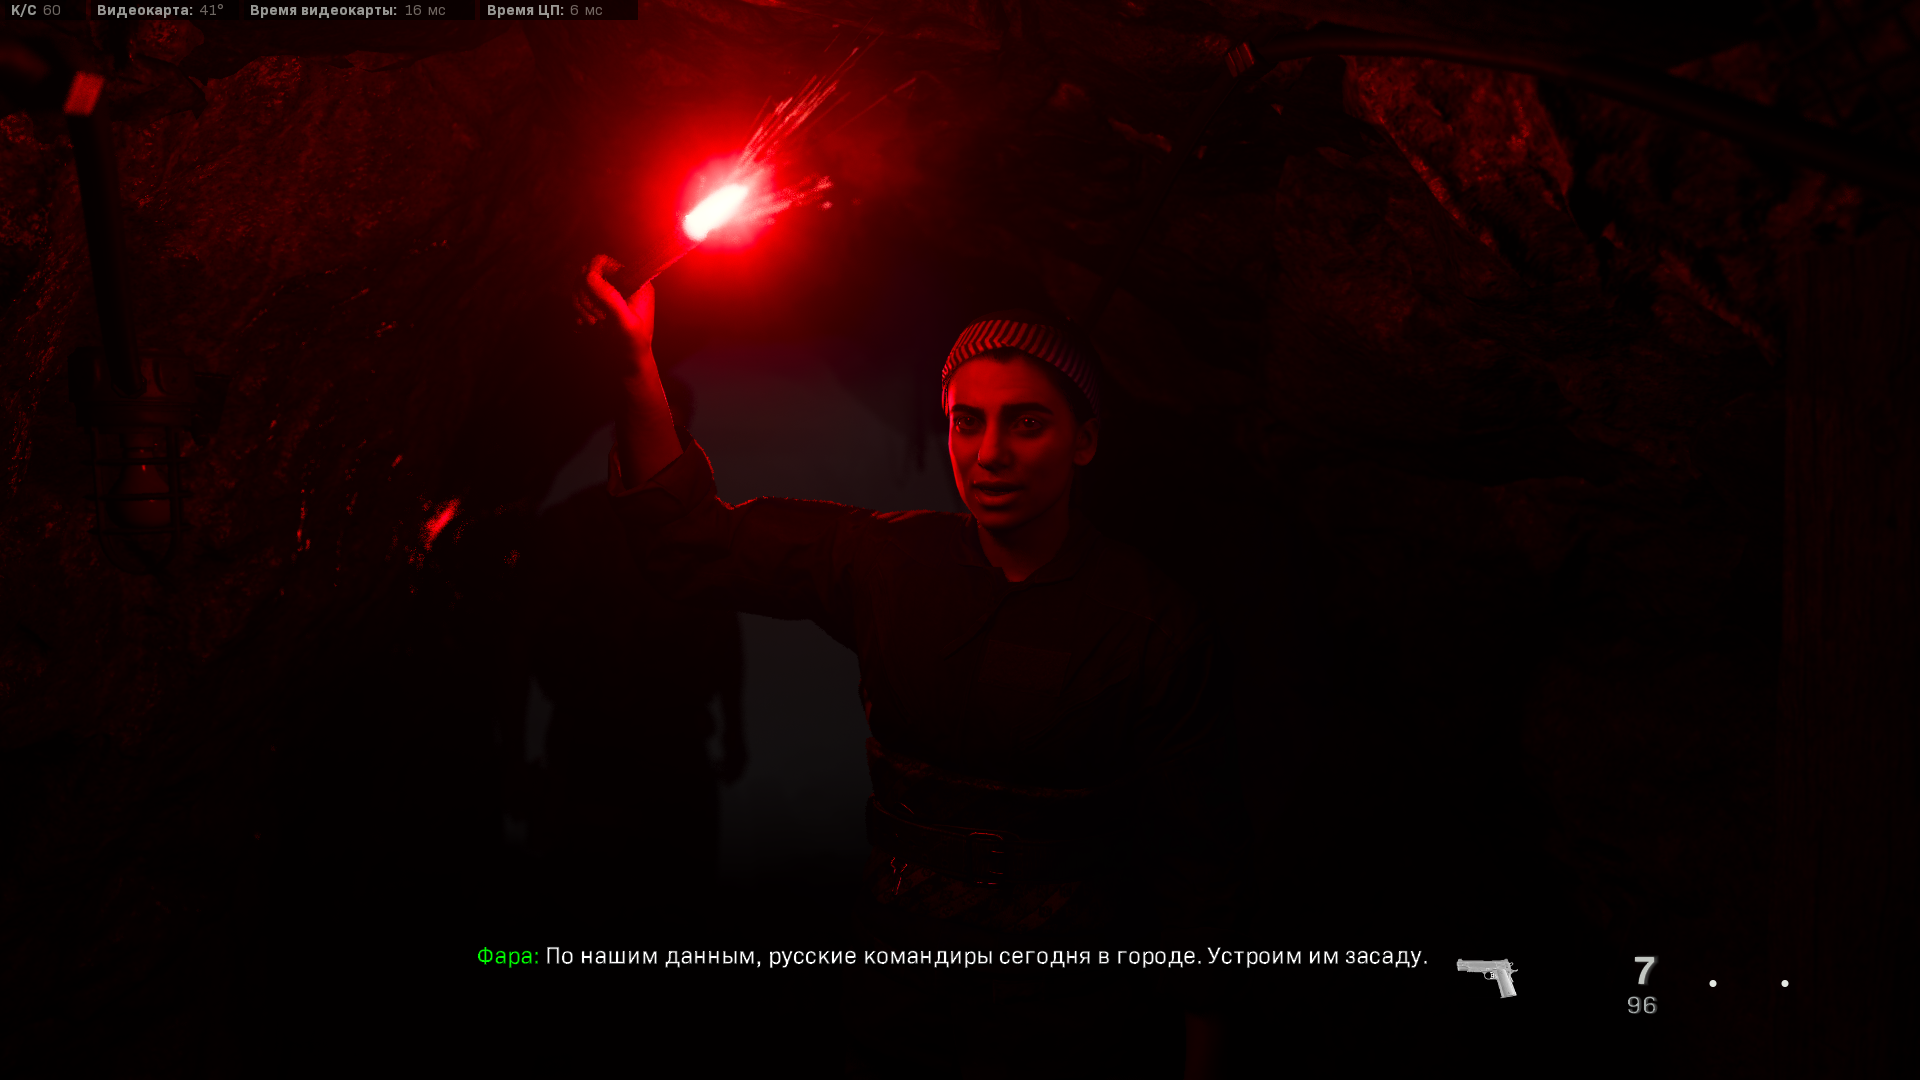 К/С 60 Видеокарта: 41° Время видеокарты: 16 мс Время ЦП: 6 мс
Фара: По нашим данным, русские командиры сегодня в городе. Устроим им засаду.
7
96